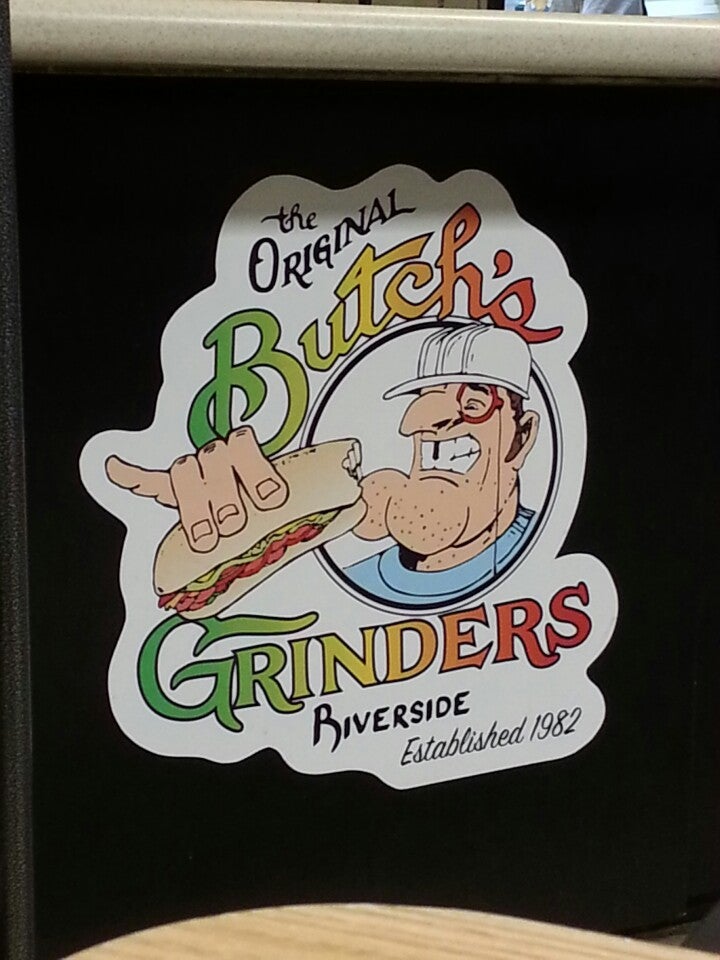 the
ORIGINAL
Butch's
GRINDERS
RIVERSIDE
Established 1982